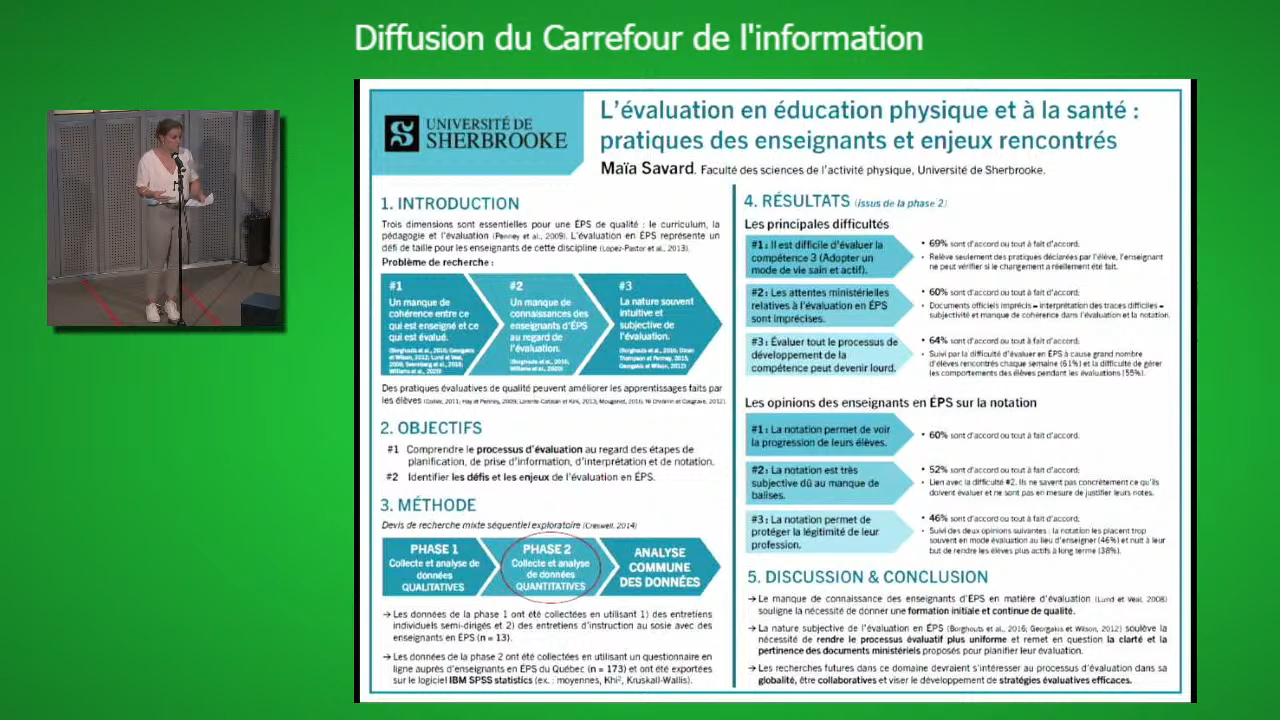 Diffusion du Carrefour de l'information
UNIVERSITÉ DE
SHERBROOKE
L'évaluation en éducation physique et à la santé :
pratiques des enseignants et enjeux rencontrés
Maïa Savard. Faculté des sciences de l'activité physique, Université de Sherbrooke.
1. INTRODUCTION
Trois dimensions sont essentielles pour une ÉPS de qualité : le curriculum, la
pédagogie et l'évaluation (Penney et al., 2009). L'évaluation en ÉPS représente un
défi de taille pour les enseignants de cette discipline (López-Pastor et al., 2013).
Problème de recherche :
#1
Un manque de
cohérence entre ce
qui est enseigné et ce
qui est évalué.
#2
Un manque de
connaissances des
enseignants d'ÉPS
au regard de
l'évaluation.
#3
La nature souvent
intuitive et
subjective de
l'évaluation.
Des pratiques évaluatives de qualité peuvent améliorer les apprentissages faits par
les élèves
2. OBJECTIFS
#1 Comprendre le processus d'évaluation au regard des étapes de
planification, de prise d'information, d'interprétation et de notation.
#2 Identifier les défis et les enjeux de l'évaluation en ÉPS.
3. MÉTHODE
Devis de recherche mixte séquentiel exploratoire (Creswell, 2014)
PHASE 1
Collecte et analyse de
données
QUALITATIVES
PHASE 2
Collecte et analyse
de données
QUANTITATIVES
ANALYSE
COMMUNE
DES DONNÉES
→ Les données de la phase 1 ont été collectées en utilisant 1) des entretiens
individuels semi-dirigés et 2) des entretiens d'instruction au sosie avec des
enseignants en ÉPS (n = 13).
→ Les données de la phase 2 ont été collectées en utilisant un questionnaire en
ligne auprès d'enseignants en ÉPS du Québec (n = 173) et ont été exportées
sur le logiciel IBM SPSS statistics (ex. : moyennes, Khi², Kruskall-Wallis).
4. RÉSULTATS (issus de la phase 2)
Les principales difficultés
#1 : Il est difficile d'évaluer la
compétence 3 (Adopter un
mode de vie sain et actif).
• 69% sont d'accord ou tout à fait d'accord;
• Relève seulement des pratiques déclarées par l'élève, l'enseignant
ne peut vérifier si le changement a réellement été fait.
#2: Les attentes ministérielles
relatives à l'évaluation en ÉPS
sont imprécises.
• 60% sont d'accord ou tout à fait d'accord;
• Documents officiels imprécis = interprétation des traces difficiles =
subjectivité et manque de cohérence dans l'évaluation et la notation.
#3 : Évaluer tout le processus de
développement de la
compétence peut devenir lourd.
• 64% sont d'accord ou tout à fait d'accord;
• Suivi par la difficulté d'évaluer en ÉPS à cause grand nombre
d'élèves rencontrés chaque semaine (61%) et la difficulté de gérer
les comportements des élèves pendant les évaluations (55%).
Les opinions des enseignants en ÉPS sur la notation
#1 : La notation permet de voir
la progression de leurs élèves.
• 60% sont d'accord ou tout à fait d'accord;
#2 : La notation est très
subjective dû au manque de
balises.
• 52% sont d'accord ou tout à fait d'accord;
• Lien avec la difficulté #2. Ils ne savent pas concrètement ce qu'ils
doivent évaluer et ne sont pas en mesure de justifier leurs notes.
#3 : La notation permet de
protéger la légitimité de leur
profession.
• 46% sont d'accord ou tout à fait d'accord;
• Suivi des deux opinions suivantes : la notation les placent trop
souvent en mode évaluation au lieu d'enseigner (46%) et nuit à leur
but de rendre les élèves plus actifs à long terme (38%).
5. DISCUSSION & CONCLUSION
→ Le manque de connaissance des enseignants d'ÉPS en matière d'évaluation (Lund et Veal, 2008)
souligne la nécessité de donner une formation initiale et continue de qualité.
→ La nature subjective de l'évaluation en ÉPS (Borghouts et al., 2016; Georgakis et Wilson, 2012) soulève la
nécessité de rendre le processus évaluatif plus uniforme et remet en question la clarté et la
pertinence des documents ministériels proposés pour planifier leur évaluation.
→ Les recherches futures dans ce domaine devraient s'intéresser au processus d'évaluation dans sa
globalité, être collaboratives et viser le développement de stratégies évaluatives efficaces.